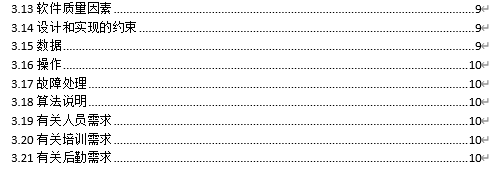 3.13 软件质量因素........................................................................................................9
3.14 设计和实现的约束................................................................................................9
3.15 数据........................................................................................................................9
3.16 操作......................................................................................................................10
3.17 故障处理..............................................................................................................10
3.18 算法说明..............................................................................................................10
3.19 有关人员需求......................................................................................................10
3.20 有关培训需求......................................................................................................10
3.21 有关后勤需求......................................................................................................10